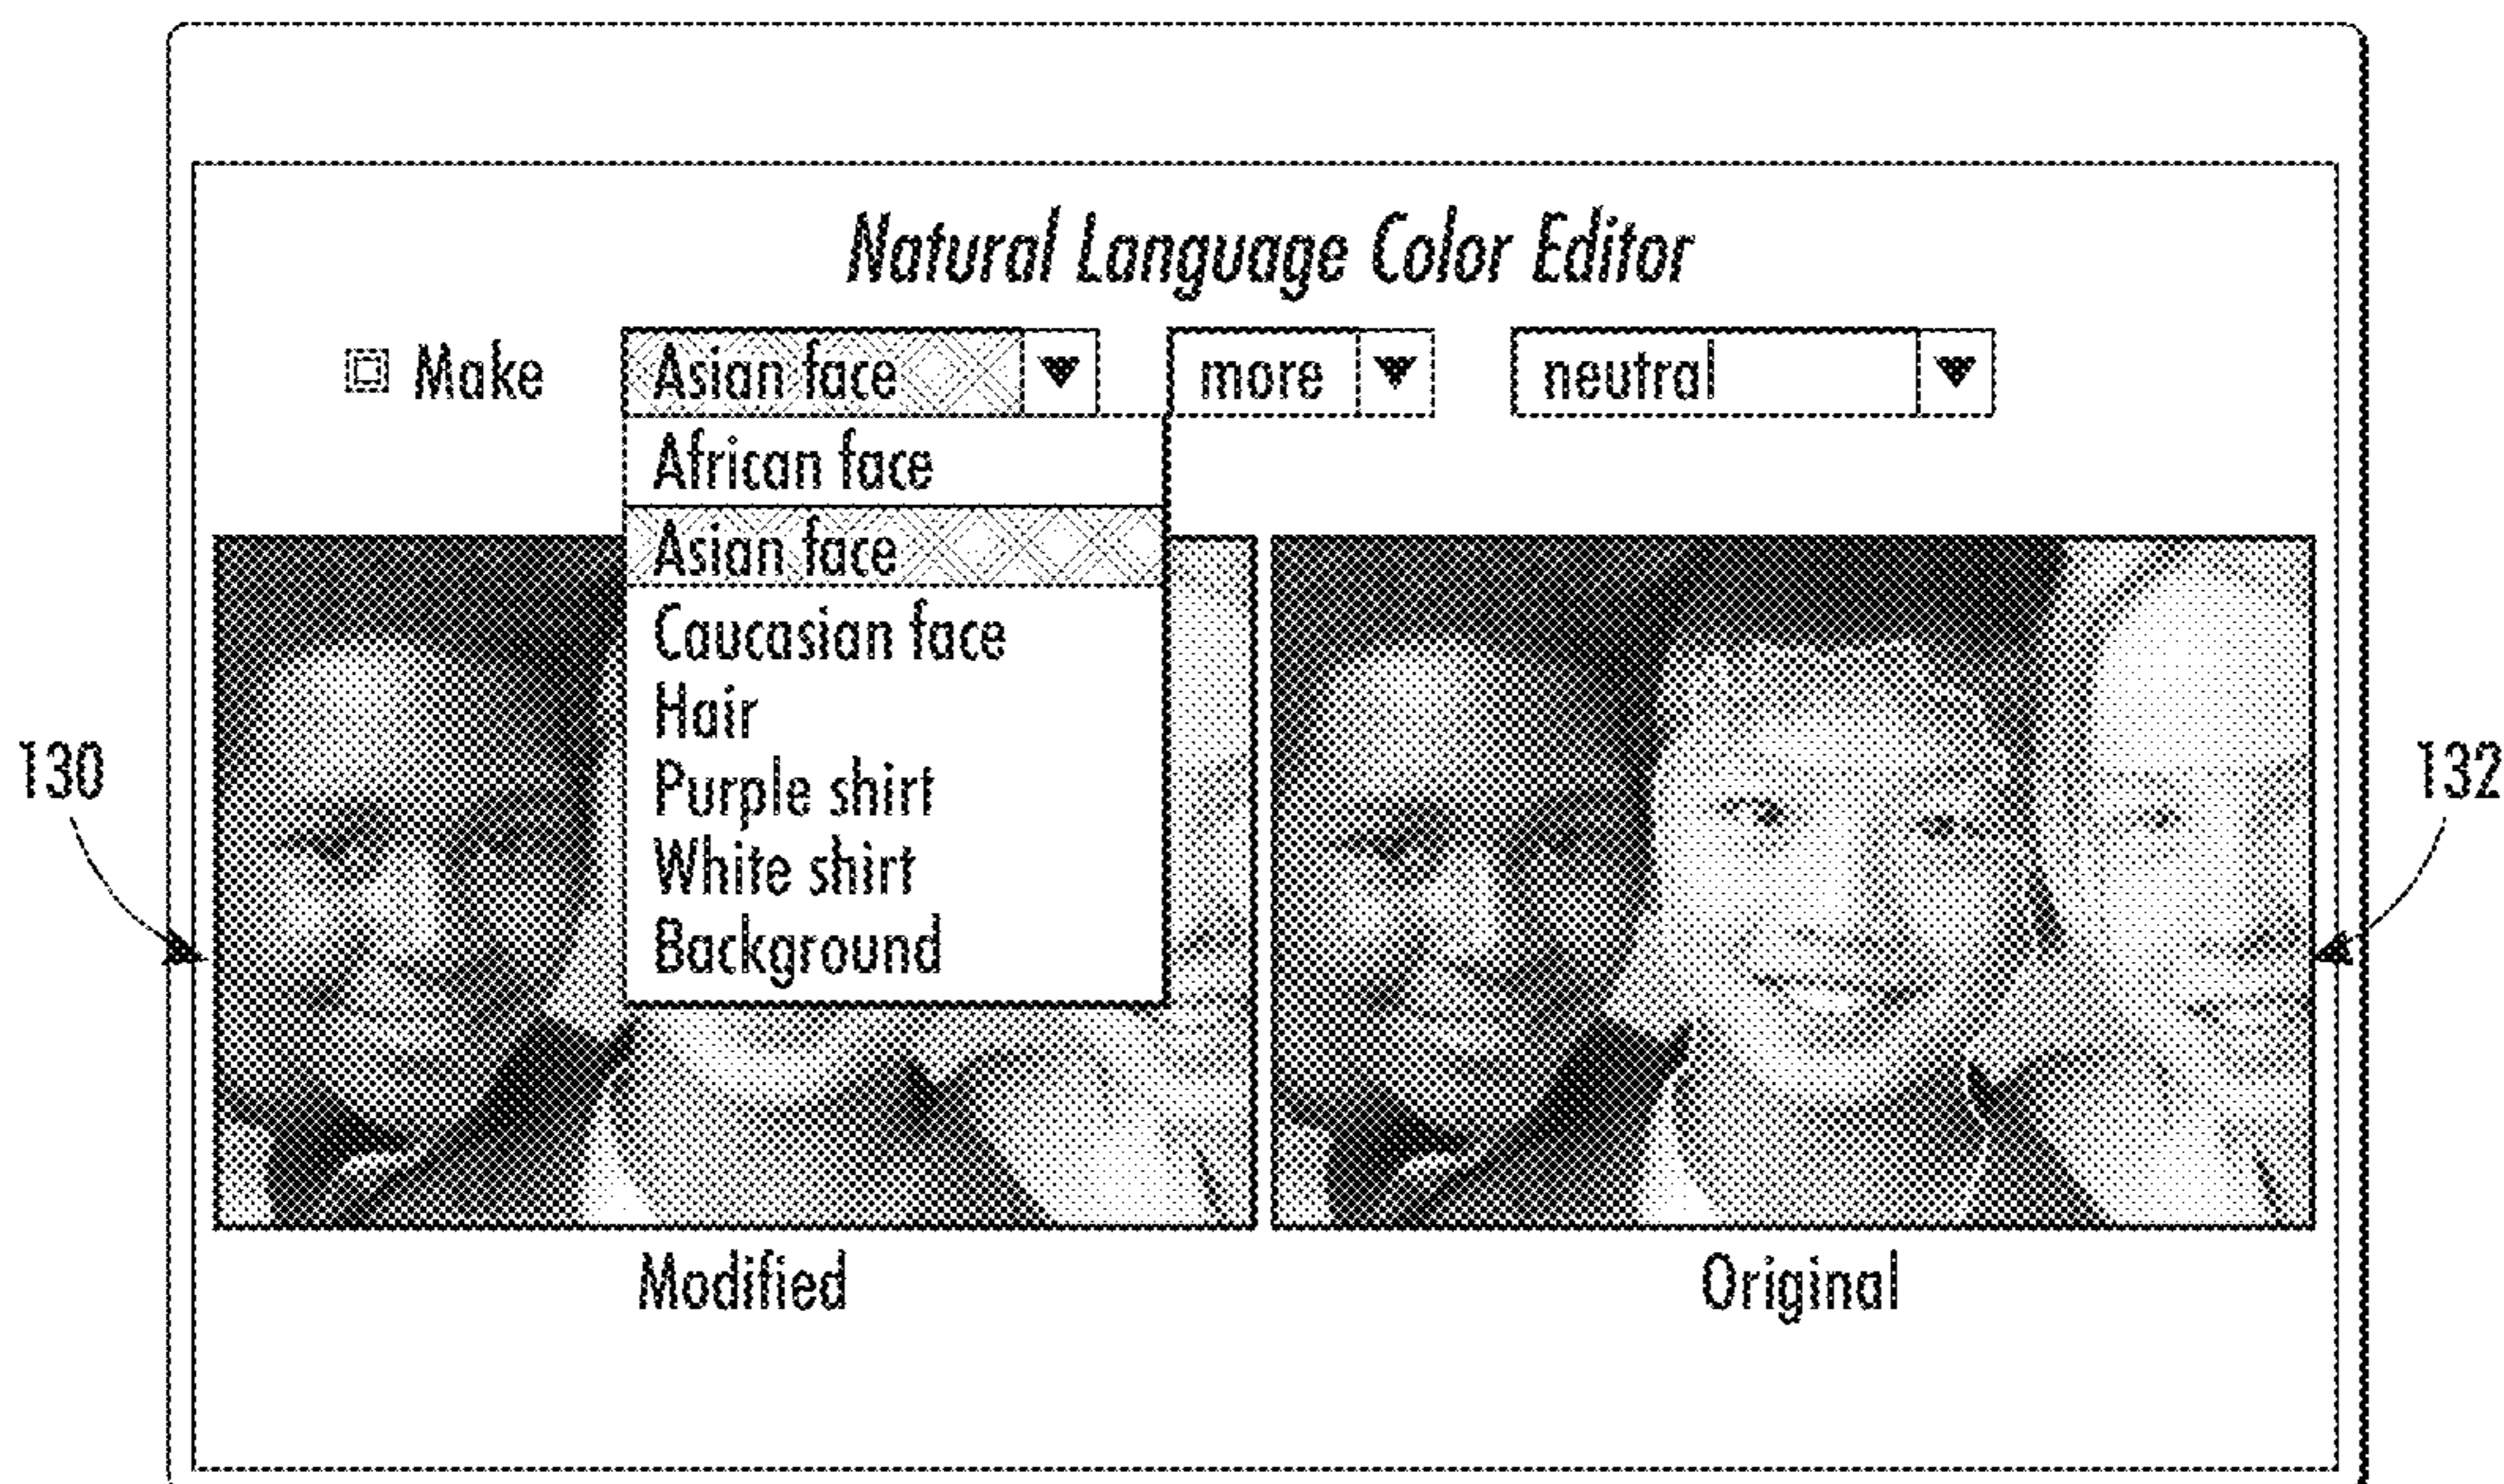 Natural Language Color Editor
Make Asian face more neutral
African face
Asian face
Caucasian face
Hair
Purple shirt
White shirt
Background
130
132
Modified
Original